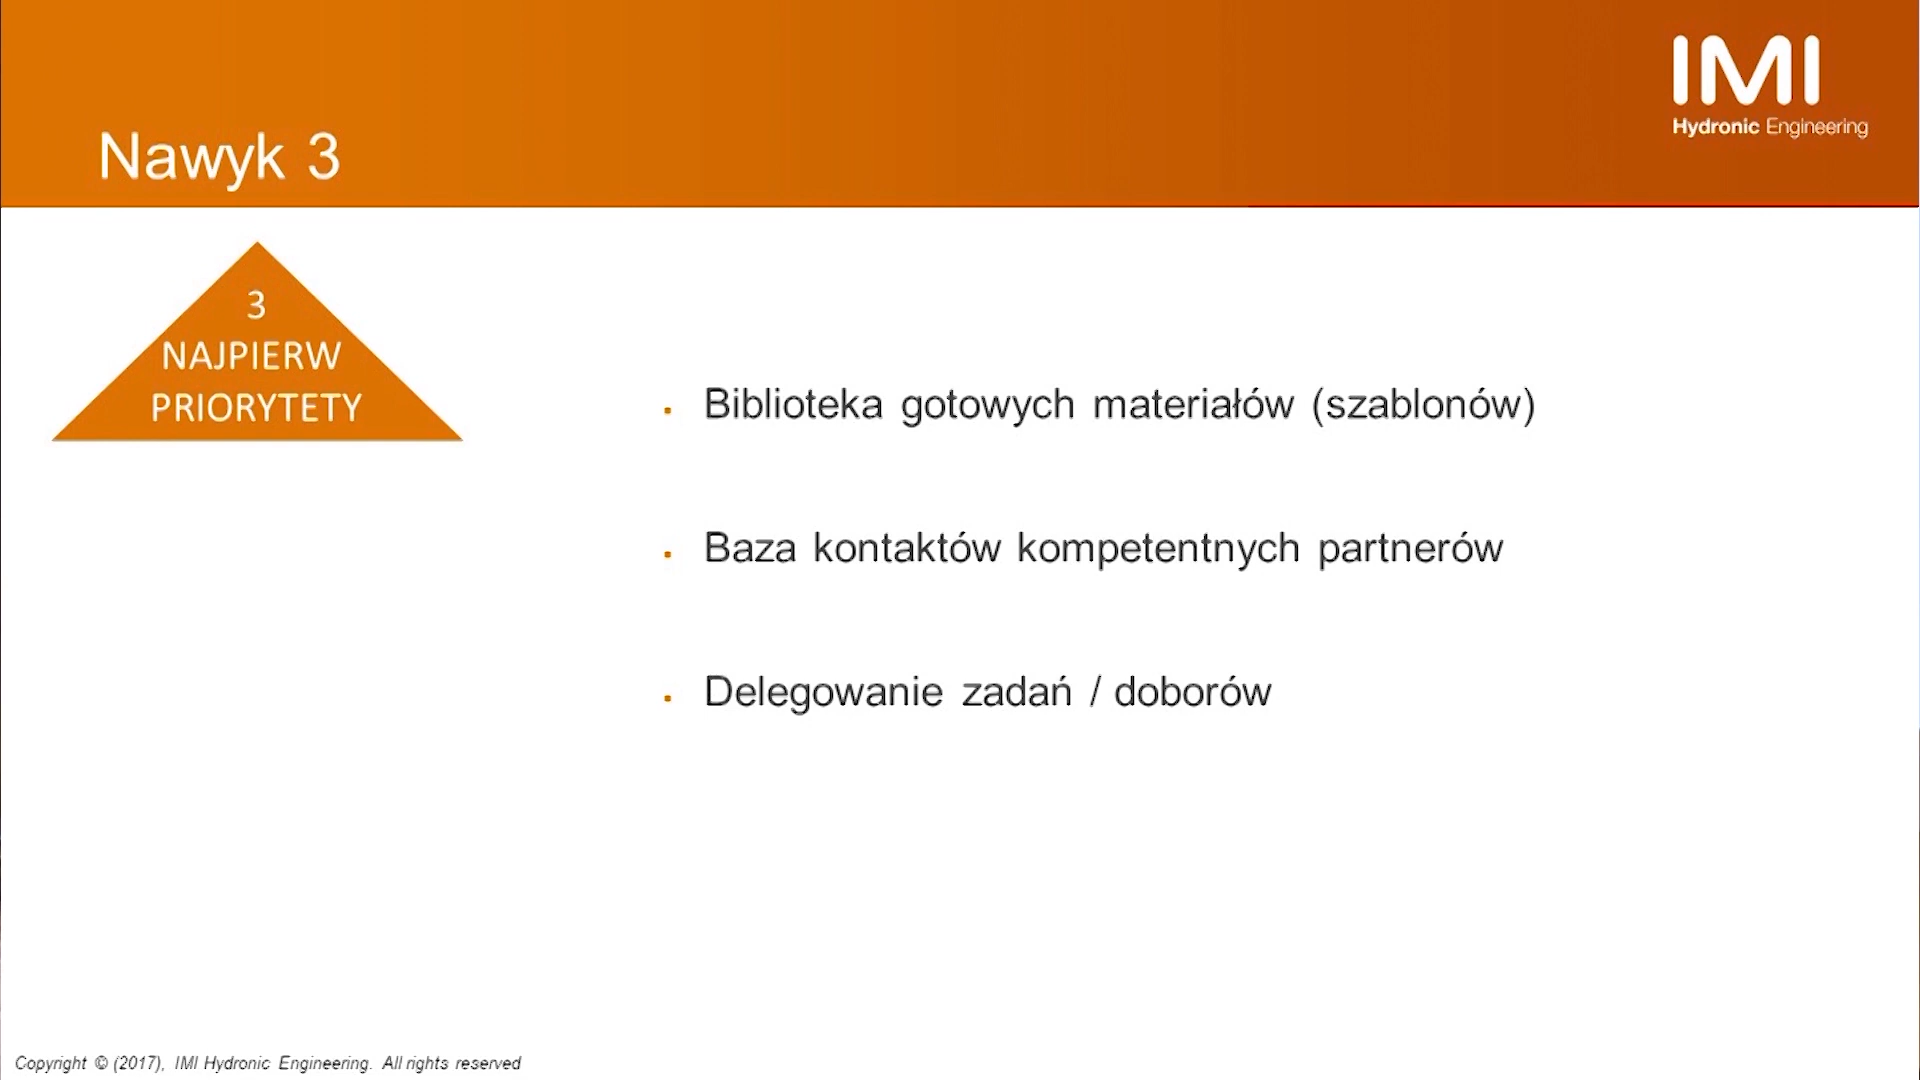 IMI
Hydronic Engineering
Nawyk 3
3
NAJPIERW
PRIORYTETY
Biblioteka gotowych materiałów (szablonów)
Baza kontaktów kompetentnych partnerów
Delegowanie zadań / doborów
Copyright © (2017), IMI Hydronic Engineering. All rights reserved